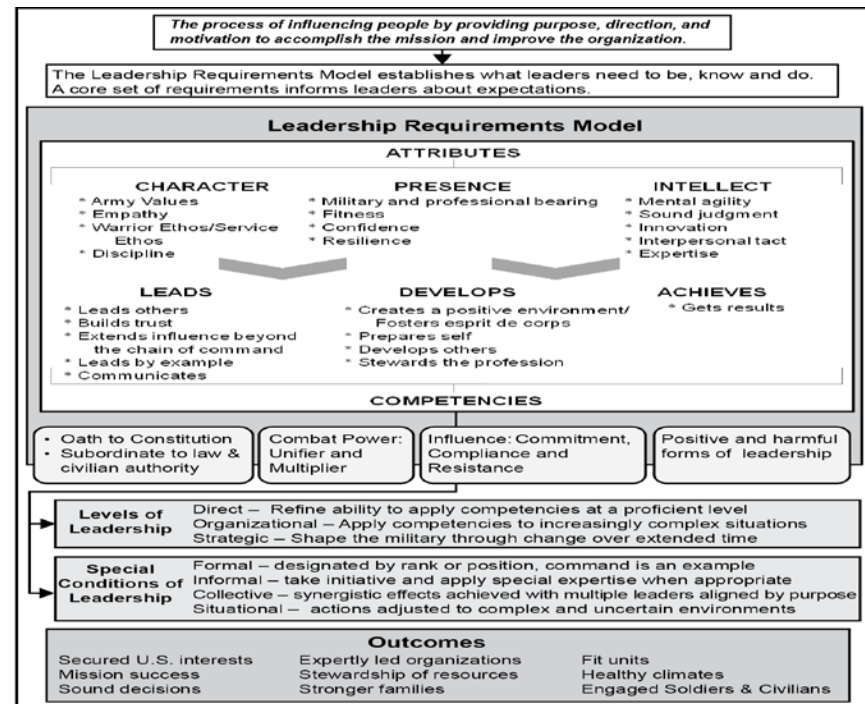 The process of influencing people by providing purpose, direction, and
motivation to accomplish the mission and improve the organization.
The Leadership Requirements Model establishes what leaders need to be, know and do.
A core set of requirements informs leaders about expectations.
Leadership Requirements Model
ATTRIBUTES
CHARACTER
* Army Values
* Empathy
* Warrior Ethos/Service
Ethos
* Discipline
PRESENCE
* Military and professional bearing
* Fitness
* Confidence
* Resilience
INTELLECT
* Mental agility
* Sound judgment
* Innovation
* Interpersonal tact
* Expertise
LEADS
* Leads others
* Builds trust
* Extends influence beyond
the chain of command
* Leads by example
* Communicates
DEVELOPS
* Creates a positive environment/
Fosters esprit de corps
* Prepares self
* Develops others
* Stewards the profession
ACHIEVES
* Gets results
COMPETENCIES
• Oath to Constitution
• Subordinate to law &
civilian authority
Combat Power:
Unifier and
Multiplier
Influence: Commitment,
Compliance and
Resistance
Positive and harmful
forms of leadership
Levels of
Leadership
Direct – Refine ability to apply competencies at a proficient level
Organizational – Apply competencies to increasingly complex situations
Strategic – Shape the military through change over extended time
Special
Conditions of
Leadership
Formal – designated by rank or position, command is an example
Informal – take initiative and apply special expertise when appropriate
Collective – synergistic effects achieved with multiple leaders aligned by purpose
Situational – actions adjusted to complex and uncertain environments
Outcomes
Secured U.S. interests
Mission success
Sound decisions
Expertly led organizations
Stewardship of resources
Stronger families
Fit units
Healthy climates
Engaged Soldiers & Civilians